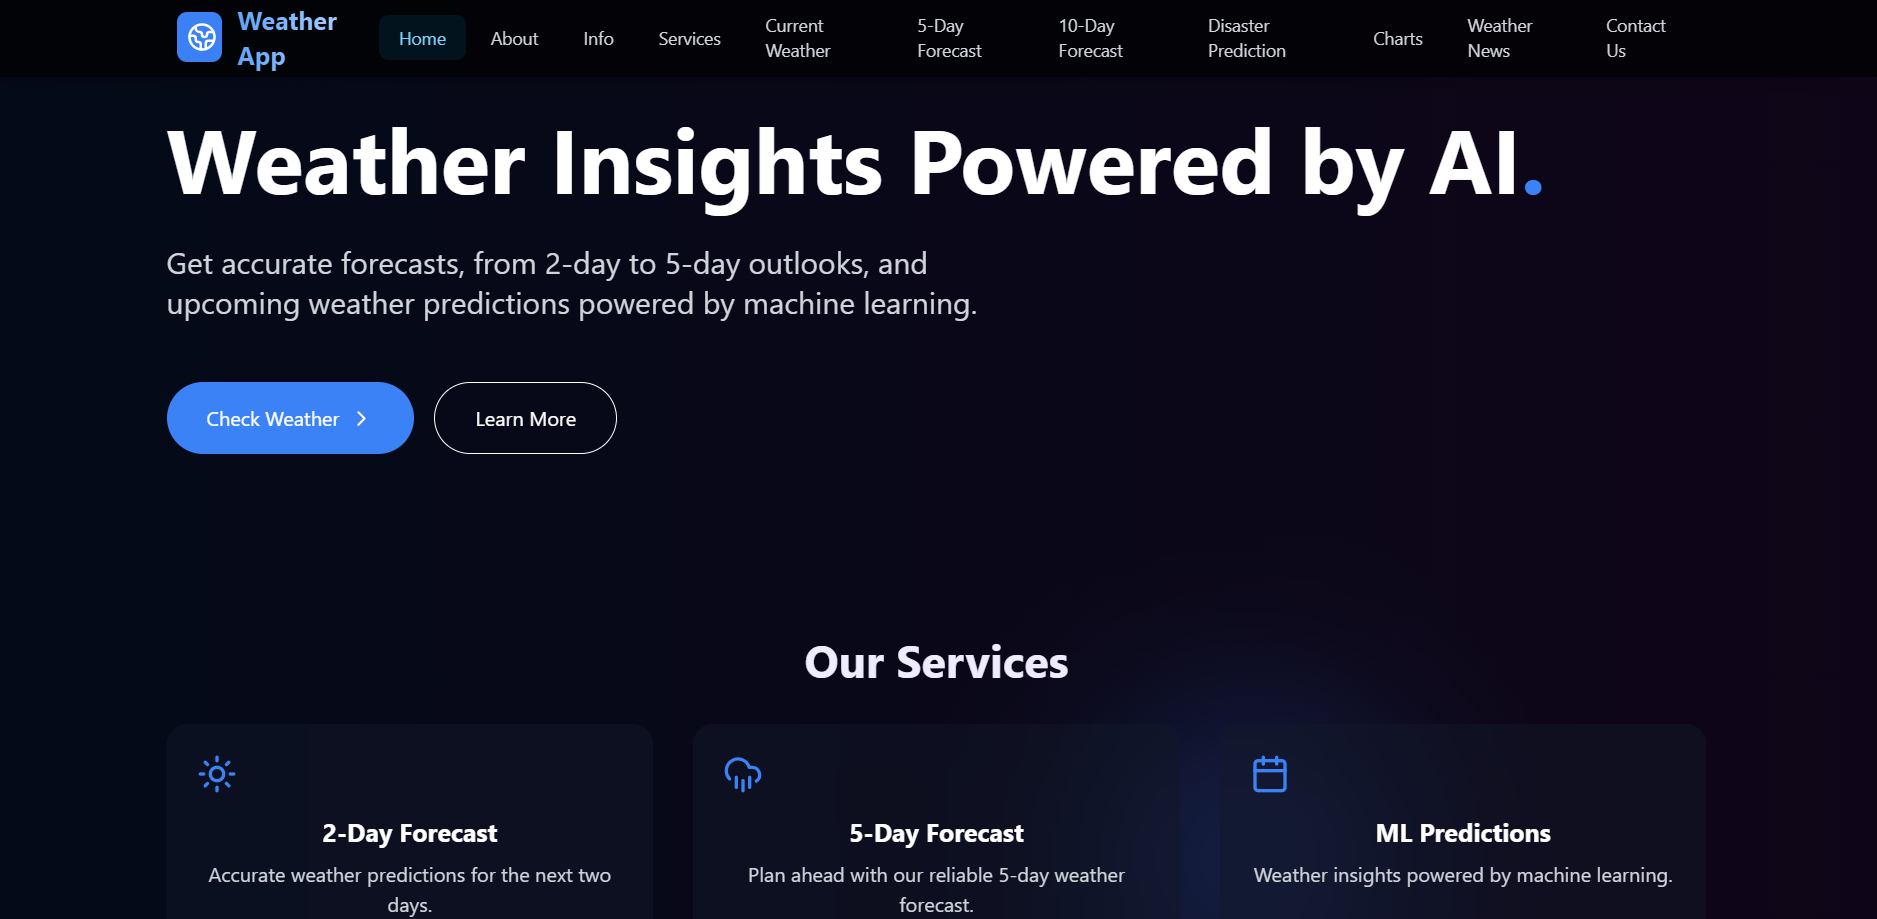 Weather
App
Home
About
Info
Services
Current
Weather
5-Day
Forecast
10-Day
Forecast
Disaster
Prediction
Charts
Weather
News
Contact
Us
Weather Insights Powered by AI.
Get accurate forecasts, from 2-day to 5-day outlooks, and
upcoming weather predictions powered by machine learning.
Check Weather
Learn More
Our Services
2-Day Forecast
Accurate weather predictions for the next two
days.
5-Day Forecast
Plan ahead with our reliable 5-day weather
forecast.
ML Predictions
Weather insights powered by machine learning.